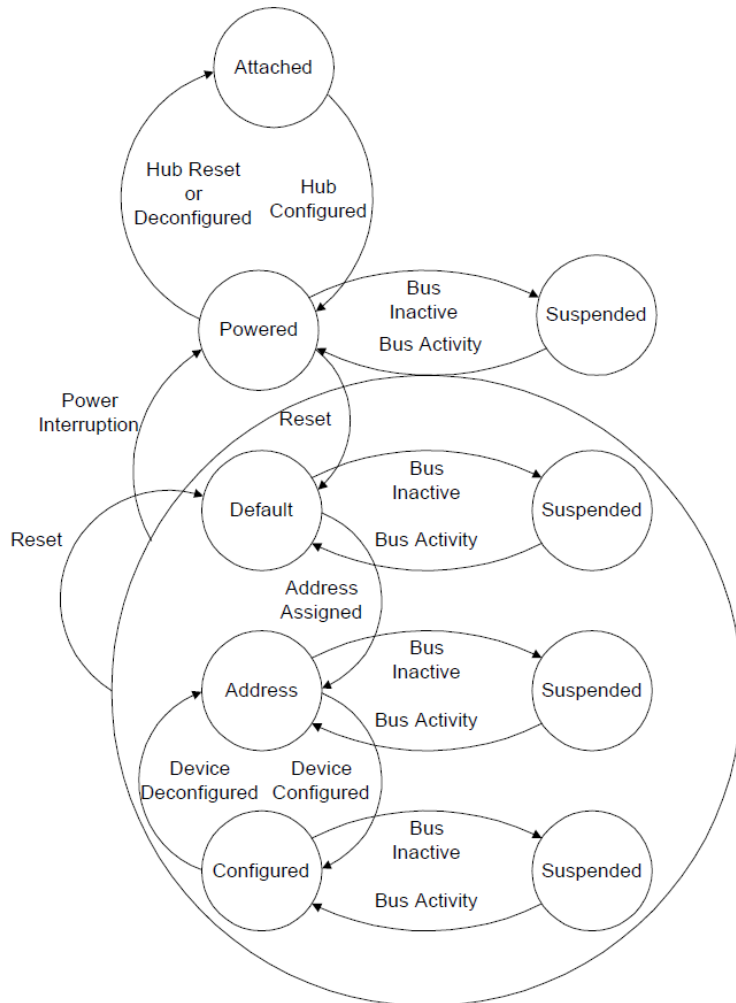 Attached
Hub Reset
or
Deconfigured
Hub
Configured
Powered
Bus
Inactive
Bus Activity
Suspended
Power
Interruption
Reset
Default
Bus
Inactive
Bus Activity
Suspended
Reset
Address
Assigned
Address
Bus
Inactive
Bus Activity
Suspended
Device
Deconfigured
Device
Configured
Configured
Bus
Inactive
Bus Activity
Suspended